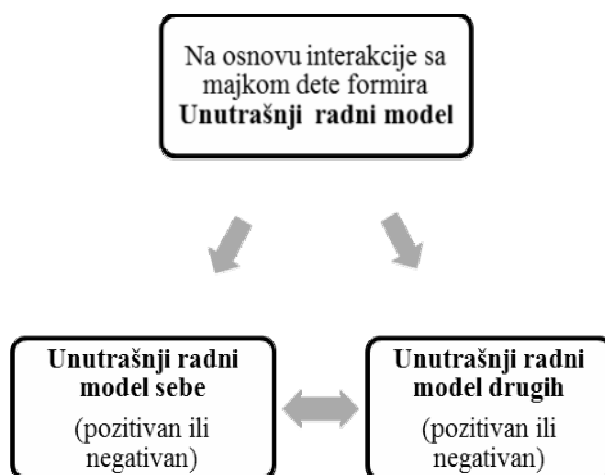 Na osnovu interakcije sa
majkom dete formira
Unutrašnji radni model
Unutrašnji radni
model sebe
(pozitivan ili
negativan)
Unutrašnji radni
model drugih
(pozitivan ili
negativan)